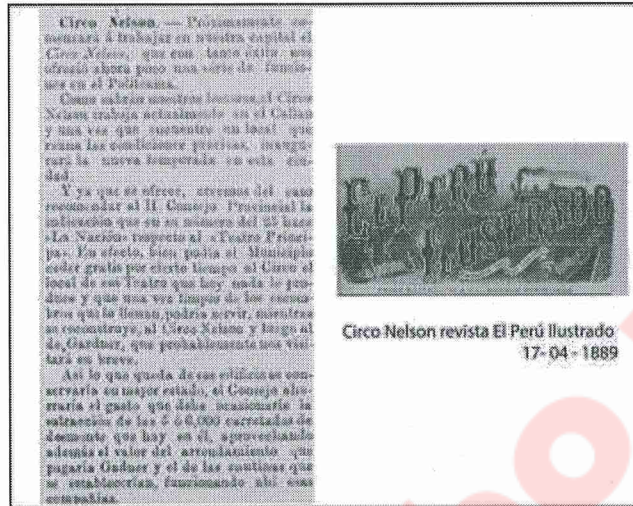 Circo Nelson. — Próximamente co-
menzará á trabajar en nuestra capital el
Circo Nelson, que con tanto éxito nos
ofreció ahora poco una serie de funcio-
nes en el Politeama.
Como sabrán nuestros lectores, el Circo
Nelson trabaja actualmente en el Callao
y una vez que encuentre un local que
reuna las condiciones precisas, inaugu-
rará la nueva temporada en esta ciu-
dad.
Y ya que se ofrece, creemos del caso
recomendar al H. Concejo Provincial la
indicación que en su número del 25 hace
«La Nación» respecto al «Teatro Princi-
pal». En efecto, bien podía el Municipio
ceder gratis por cierto tiempo al Circo el
local de ese Teatro que hoy nada le pro-
duce y que una vez limpio de los escom-
bros que lo llenan, podría servir, mientras
se reconstruye, al Circo Nelson y luego al
de Gardner, que probablemente nos visi-
tará en breve.
Así lo que queda de ese edificio se con-
servaría en mejor estado, el Concejo aho-
rraría el gasto que debe ocasionarle la
extracción de las 5 ó 6,000 carretadas de
desmonte que hay en él, aprovechando
además el valor del arrendamiento que
pagaría Gadner y el de las cantinas que
se establecerían, funcionando ahí esas
compañías.
EL PERÚ
ILUSTRADO
Circo Nelson revista El Perú Ilustrado
17- 04 - 1889